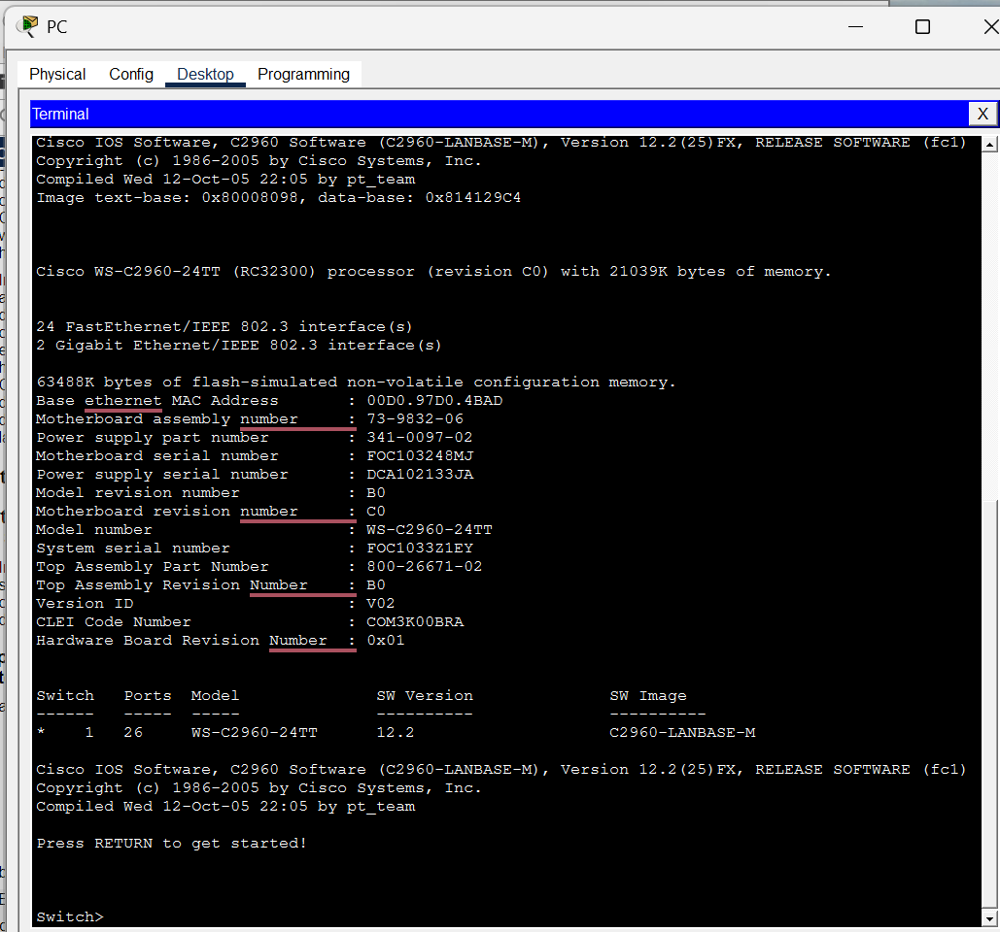 PC
Physical Config Desktop Programming
Terminal X
Cisco IOS Software, C2960 Software (C2960-LANBASE-M), Version 12.2(25)FX, RELEASE SOFTWARE (fc1)
Copyright (c) 1986-2005 by Cisco Systems, Inc.
Compiled Wed 12-Oct-05 22:05 by pt_team
Image text-base: 0x80008098, data-base: 0x814129C4
Cisco WS-C2960-24TT (RC32300) processor (revision C0) with 21039K bytes of memory.
24 FastEthernet/IEEE 802.3 interface(s)
2 Gigabit Ethernet/IEEE 802.3 interface(s)
63488K bytes of flash-simulated non-volatile configuration memory.
Base ethernet MAC Address : 00D0.97D0.4BAD
Motherboard assembly number : 73-9832-06
Power supply part number : 341-0097-02
Motherboard serial number : FOC103248MJ
Power supply serial number : DCA102133JA
Model revision number : B0
Motherboard revision number : C0
Model number : WS-C2960-24TT
System serial number : FOC1033Z1EY
Top Assembly Part Number : 800-26671-02
Top Assembly Revision Number : B0
Version ID : V02
CLEI Code Number : COM3K00BRA
Hardware Board Revision Number : 0x01
Switch Ports Model SW Version SW Image
------ ----- ----- ---------- ----------
* 1 26 WS-C2960-24TT 12.2 C2960-LANBASE-M
Cisco IOS Software, C2960 Software (C2960-LANBASE-M), Version 12.2(25)FX, RELEASE SOFTWARE (fc1)
Copyright (c) 1986-2005 by Cisco Systems, Inc.
Compiled Wed 12-Oct-05 22:05 by pt_team
Press RETURN to get started!
Switch>